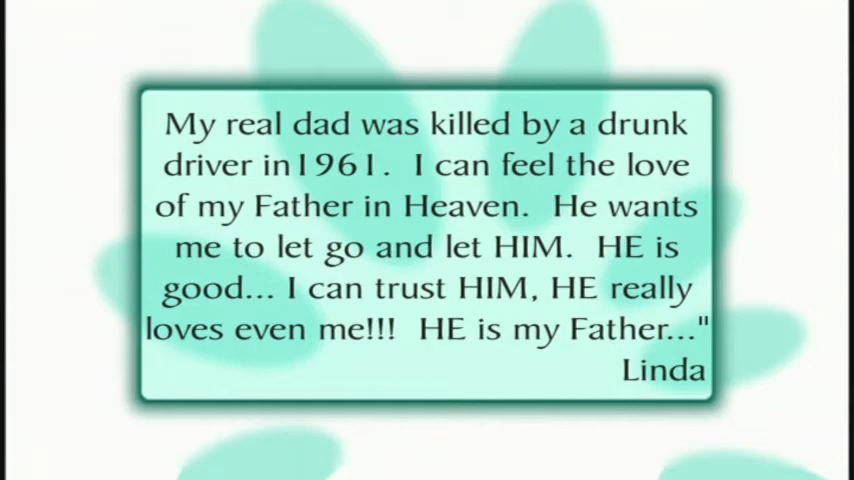 My real dad was killed by a drunk
driver in1961.  I can feel the love
of my Father in Heaven.  He wants
me to let go and let HIM.  HE is
good... I can trust HIM, HE really
loves even me!!!  HE is my Father..."
Linda